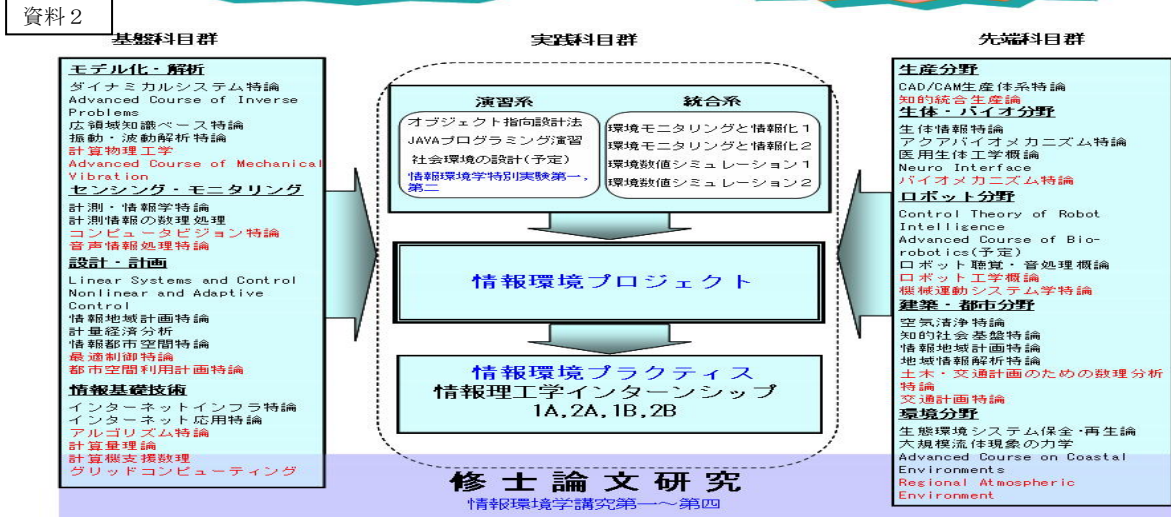 資料2
基盤科目群
モデル化・解析
ダイナミカルシステム特論
Advanced Course of Inverse
Problems
広領域知識ベース特論
振動・波動解析特論
計算物理工学
Advanced Course of Mechanical
Vibration
センシング・モニタリング
計測・情報学特論
計測情報の数理処理
コンピュータビジョン特論
音声情報処理特論
設計・計画
Linear Systems and Control
Nonlinear and Adaptive
Control
情報地域計画特論
計量経済分析
情報都市空間特論
最適制御特論
都市空間利用計画特論
情報基礎技術
インターネットインフラ特論
インターネット応用特論
アルゴリズム特論
計算量理論
計算機支援数理
グリッドコンピューティング
実践科目群
演習系
オブジェクト指向設計法
JAVAプログラミング演習
社会環境の設計(予定)
情報環境学特別実験第一,
第二
統合系
環境モニタリングと情報化1
環境モニタリングと情報化2
環境数値シミュレーション1
環境数値シミュレーション2
情報環境プロジェクト
情報環境プラクティス
情報理工学インターンシップ
1A,2A,1B,2B
先端科目群
生産分野
CAD/CAM生産体系特論
知的統合生産論
生体・バイオ分野
生体情報特論
アクアバイオメカニズム特論
医用生体工学概論
Neuro Interface
バイオメカニズム特論
ロボット分野
Control Theory of Robot
Intelligence
Advanced Course of Bio-
robotics(予定)
ロボット聴覚・音処理概論
ロボット工学概論
機械運動システム学特論
建築・都市分野
空気清浄特論
知的社会基盤特論
情報地域計画特論
地域情報解析特論
土木・交通計画のための数理分析
特論
交通計画特論
環境分野
生態環境システム保全・再生論
大規模流体現象の力学
Advanced Course on Coastal
Environments
Regional Atmospheric
Environment
修士論文研究
情報環境学講究第一~第四